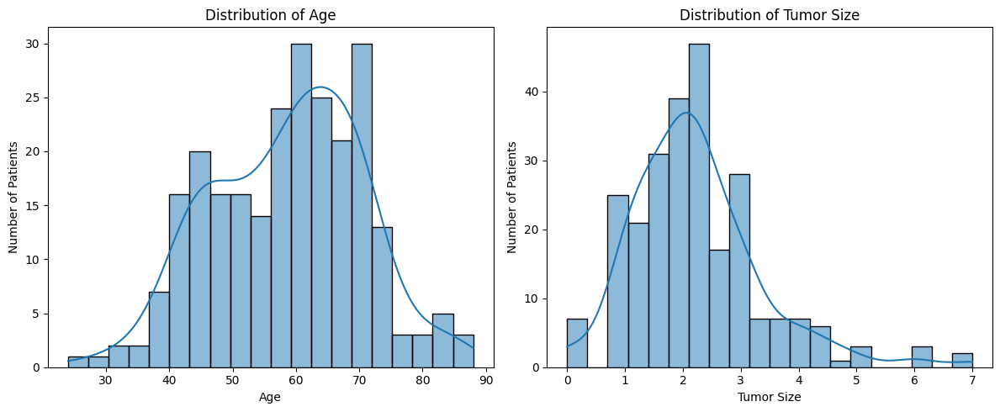 Distribution of Age
Number of Patients
30
25
20
15
10
5
0
30 40 50 60 70 80 90
Age
Distribution of Tumor Size
Number of Patients
40
30
20
10
0
0 1 2 3 4 5 6 7
Tumor Size